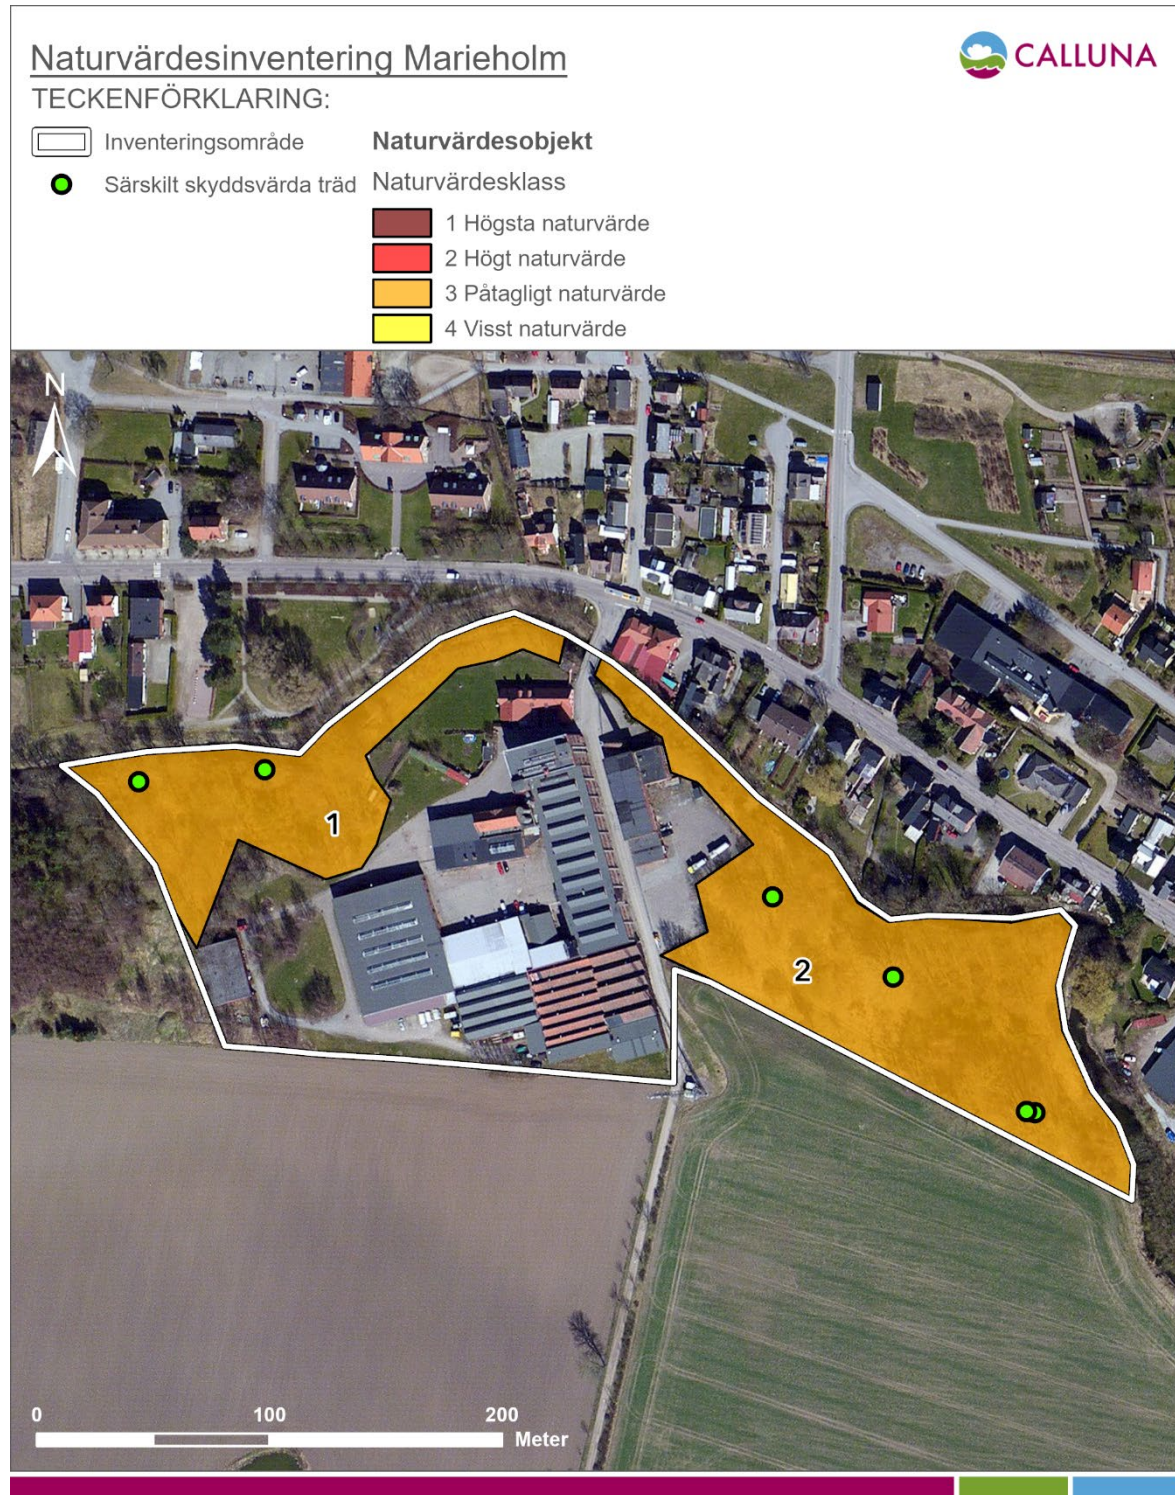 Naturvärdesinventering Marieholm
CALLUNA
TECKENFÖRKLARING:
Inventeringsområde
Särskilt skyddsvärda träd
Naturvärdesobjekt
Naturvärdesklass
1 Högsta naturvärde
2 Högt naturvärde
3 Påtagligt naturvärde
4 Visst naturvärde
N
1
2
0 100 200
Meter